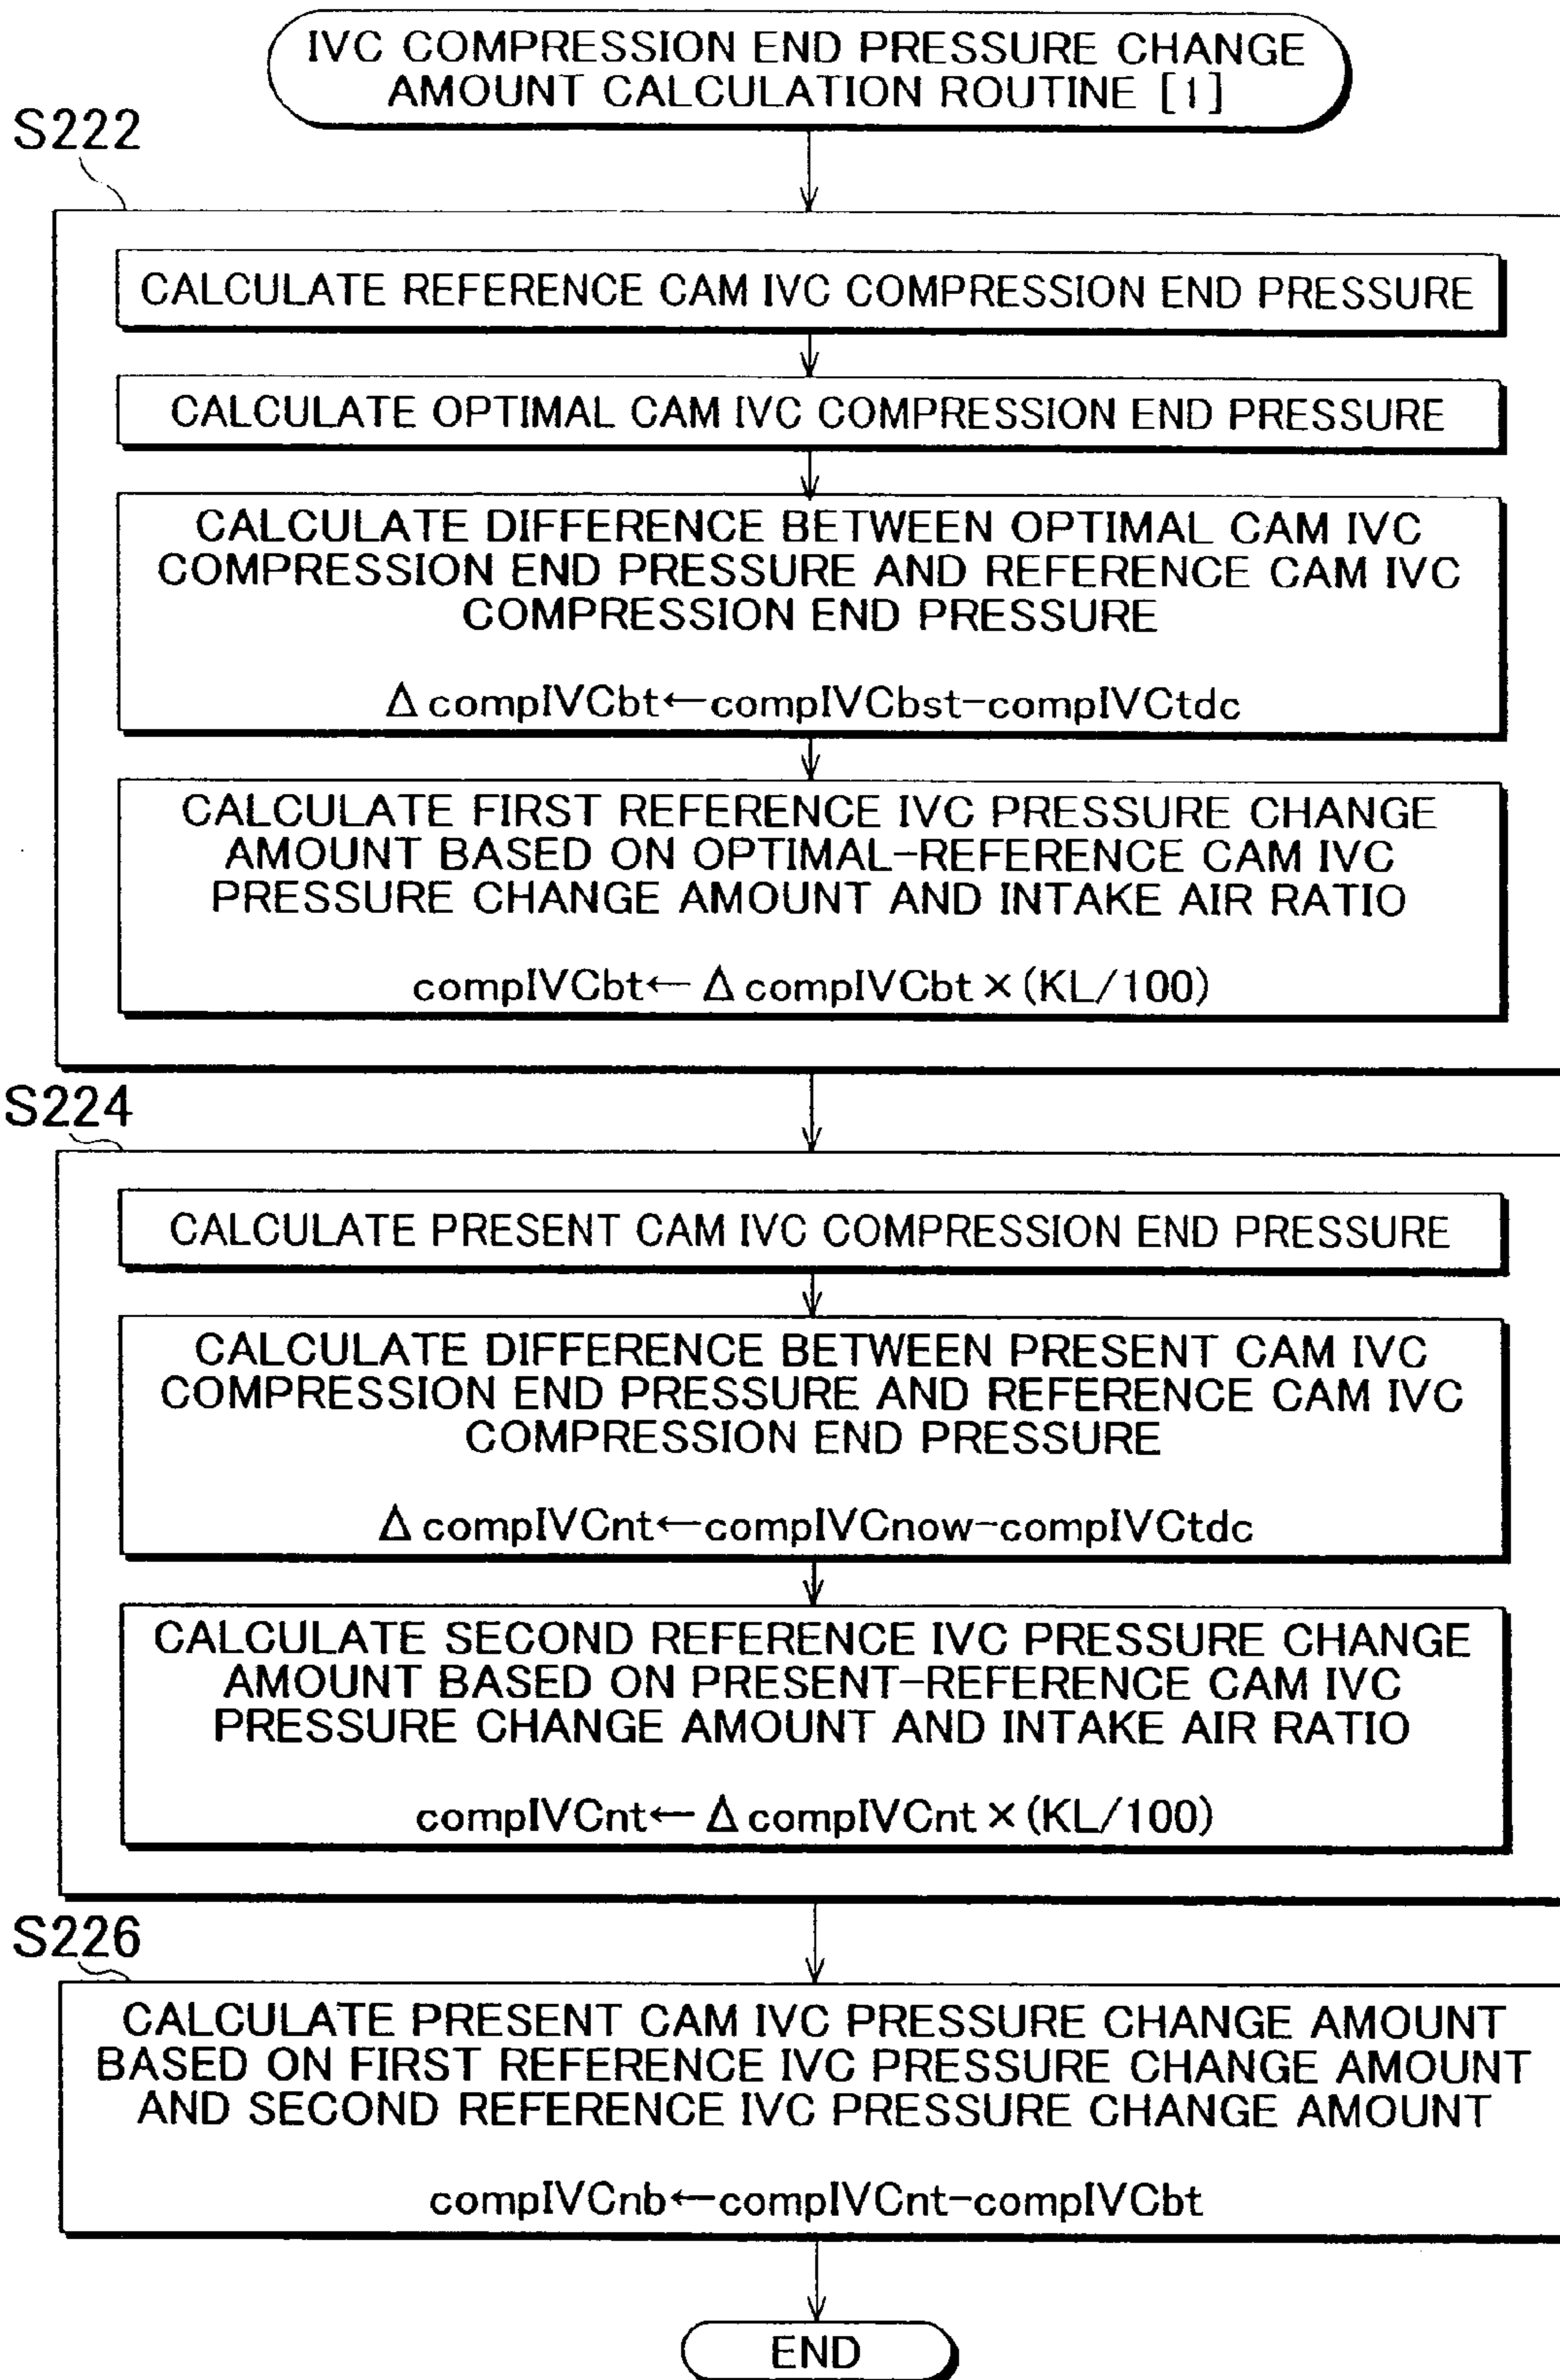 IVC COMPRESSION END PRESSURE CHANGE
AMOUNT CALCULATION ROUTINE [1]
S222
CALCULATE REFERENCE CAM IVC COMPRESSION END PRESSURE
CALCULATE OPTIMAL CAM IVC COMPRESSION END PRESSURE
CALCULATE DIFFERENCE BETWEEN OPTIMAL CAM IVC
COMPRESSION END PRESSURE AND REFERENCE CAM IVC
COMPRESSION END PRESSURE
Δ compIVCbt←compIVCbst-compIVCtdc
CALCULATE FIRST REFERENCE IVC PRESSURE CHANGE
AMOUNT BASED ON OPTIMAL-REFERENCE CAM IVC
PRESSURE CHANGE AMOUNT AND INTAKE AIR RATIO
compIVCbt← Δ compIVCbt × (KL/100)
S224
CALCULATE PRESENT CAM IVC COMPRESSION END PRESSURE
CALCULATE DIFFERENCE BETWEEN PRESENT CAM IVC
COMPRESSION END PRESSURE AND REFERENCE CAM IVC
COMPRESSION END PRESSURE
Δ compIVCnt←compIVCnow-compIVCtdc
CALCULATE SECOND REFERENCE IVC PRESSURE CHANGE
AMOUNT BASED ON PRESENT-REFERENCE CAM IVC
PRESSURE CHANGE AMOUNT AND INTAKE AIR RATIO
compIVCnt← Δ compIVCnt × (KL/100)
S226
CALCULATE PRESENT CAM IVC PRESSURE CHANGE AMOUNT
BASED ON FIRST REFERENCE IVC PRESSURE CHANGE AMOUNT
AND SECOND REFERENCE IVC PRESSURE CHANGE AMOUNT
compIVCnb←compIVCnt-compIVCbt
END